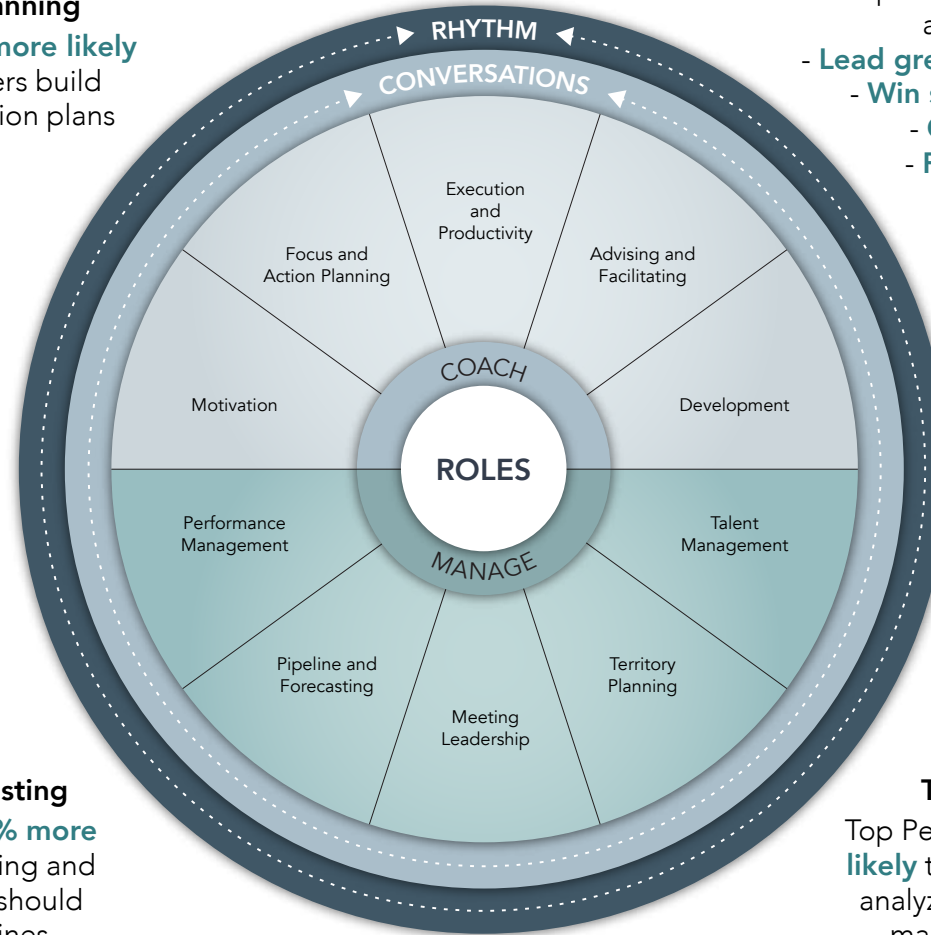 anning
more likely
ers build
ion plans
- Lead gre
- Win s
RHYTHM
CONVERSATIONS
Execution
and
Productivity
Focus and
Action Planning
Advising and
Facilitating
Motivation
Development
COACH
ROLES
MANAGE
Performance
Management
Talent
Management
Pipeline and
Forecasting
Territory
Planning
Meeting
Leadership
sting
% more
ing and
should
T
Top Pe
likely t
analyz